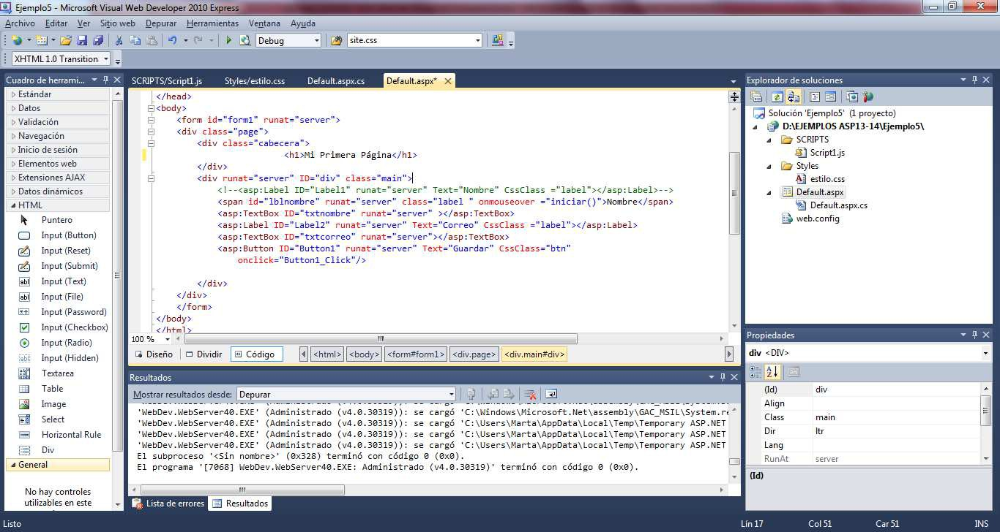 Ejemplo5 - Microsoft Visual Web Developer 2010 Express
Archivo Editar Ver Sitio web Depurar Herramientas Ventana Ayuda
Debug site.css
XHTML 1.0 Transition
Cuadro de herrami...
Estándar
Datos
Validación
Navegación
Inicio de sesión
Elementos web
Extensiones AJAX
Datos dinámicos
HTML
Puntero
Input (Button)
Input (Reset)
Input (Submit)
Input (Text)
Input (File)
Input (Password)
Input (Checkbox)
Input (Radio)
Input (Hidden)
Textarea
Table
Image
Select
Horizontal Rule
Div
General
No hay controles
utilizables en este
SCRIPTS/Script1.js Styles/estilo.css Default.aspx.cs Default.aspx*
</head>
<body>
<form id="form1" runat="server">
<div class="page">
<div class="cabecera">
<h1>Mi Primera Página</h1>
</div>
<div runat="server" ID="div" class="main">
<!--<asp:Label ID="Label1" runat="server" Text="Nombre" CssClass ="label"></asp:Label>-->
<span id="lblnombre" runat="server" class="label " onmouseover ="iniciar()">Nombre</span>
<asp:TextBox ID="txtnombre" runat="server" ></asp:TextBox>
<asp:Label ID="Label2" runat="server" Text="Correo" CssClass ="label"></asp:Label>
<asp:TextBox ID="txtcorreo" runat="server"></asp:TextBox>
<asp:Button ID="Button1" runat="server" Text="Guardar" CssClass="btn"
onclick="Button1_Click"/>
</div>
</div>
</form>
</body>
</html>
100 %
Diseño Dividir Código <html> <body> <form#form1> <div.page> <div.main#div>
Resultados
Mostrar resultados desde: Depurar
'WebDev.WebServer40.EXE' (Administrado (v4.0.30319)): se cargó 'C:\Windows\Microsoft.Net\assembly\GAC_MSIL\System.
'WebDev.WebServer40.EXE' (Administrado (v4.0.30319)): se cargó 'C:\Windows\Microsoft.Net\assembly\GAC_MSIL\System.re
'WebDev.WebServer40.EXE' (Administrado (v4.0.30319)): se cargó 'C:\Users\Marta\AppData\Local\Temp\Temporary ASP.NET
'WebDev.WebServer40.EXE' (Administrado (v4.0.30319)): se cargó 'C:\Users\Marta\AppData\Local\Temp\Temporary ASP.NET
'WebDev.WebServer40.EXE' (Administrado (v4.0.30319)): se cargó 'C:\Users\Marta\AppData\Local\Temp\Temporary ASP.NET
El subproceso '<Sin nombre>' (0x328) terminó con código 0 (0x0).
El programa '[7068] WebDev.WebServer40.EXE: Administrado (v4.0.30319)' terminó con código 0 (0x0).
Lista de errores Resultados
Explorador de soluciones
Solución 'Ejemplo5' (1 proyecto)
D:\EJEMPLOS ASP13-14\Ejemplo5\
SCRIPTS
Script1.js
Styles
estilo.css
Default.aspx
Default.aspx.cs
web.config
Propiedades
div <DIV>
(Id) div
Align
Class main
Dir ltr
Lang
RunAt server
(Id)
Listo Lín 17 Col 51 Car 51 INS